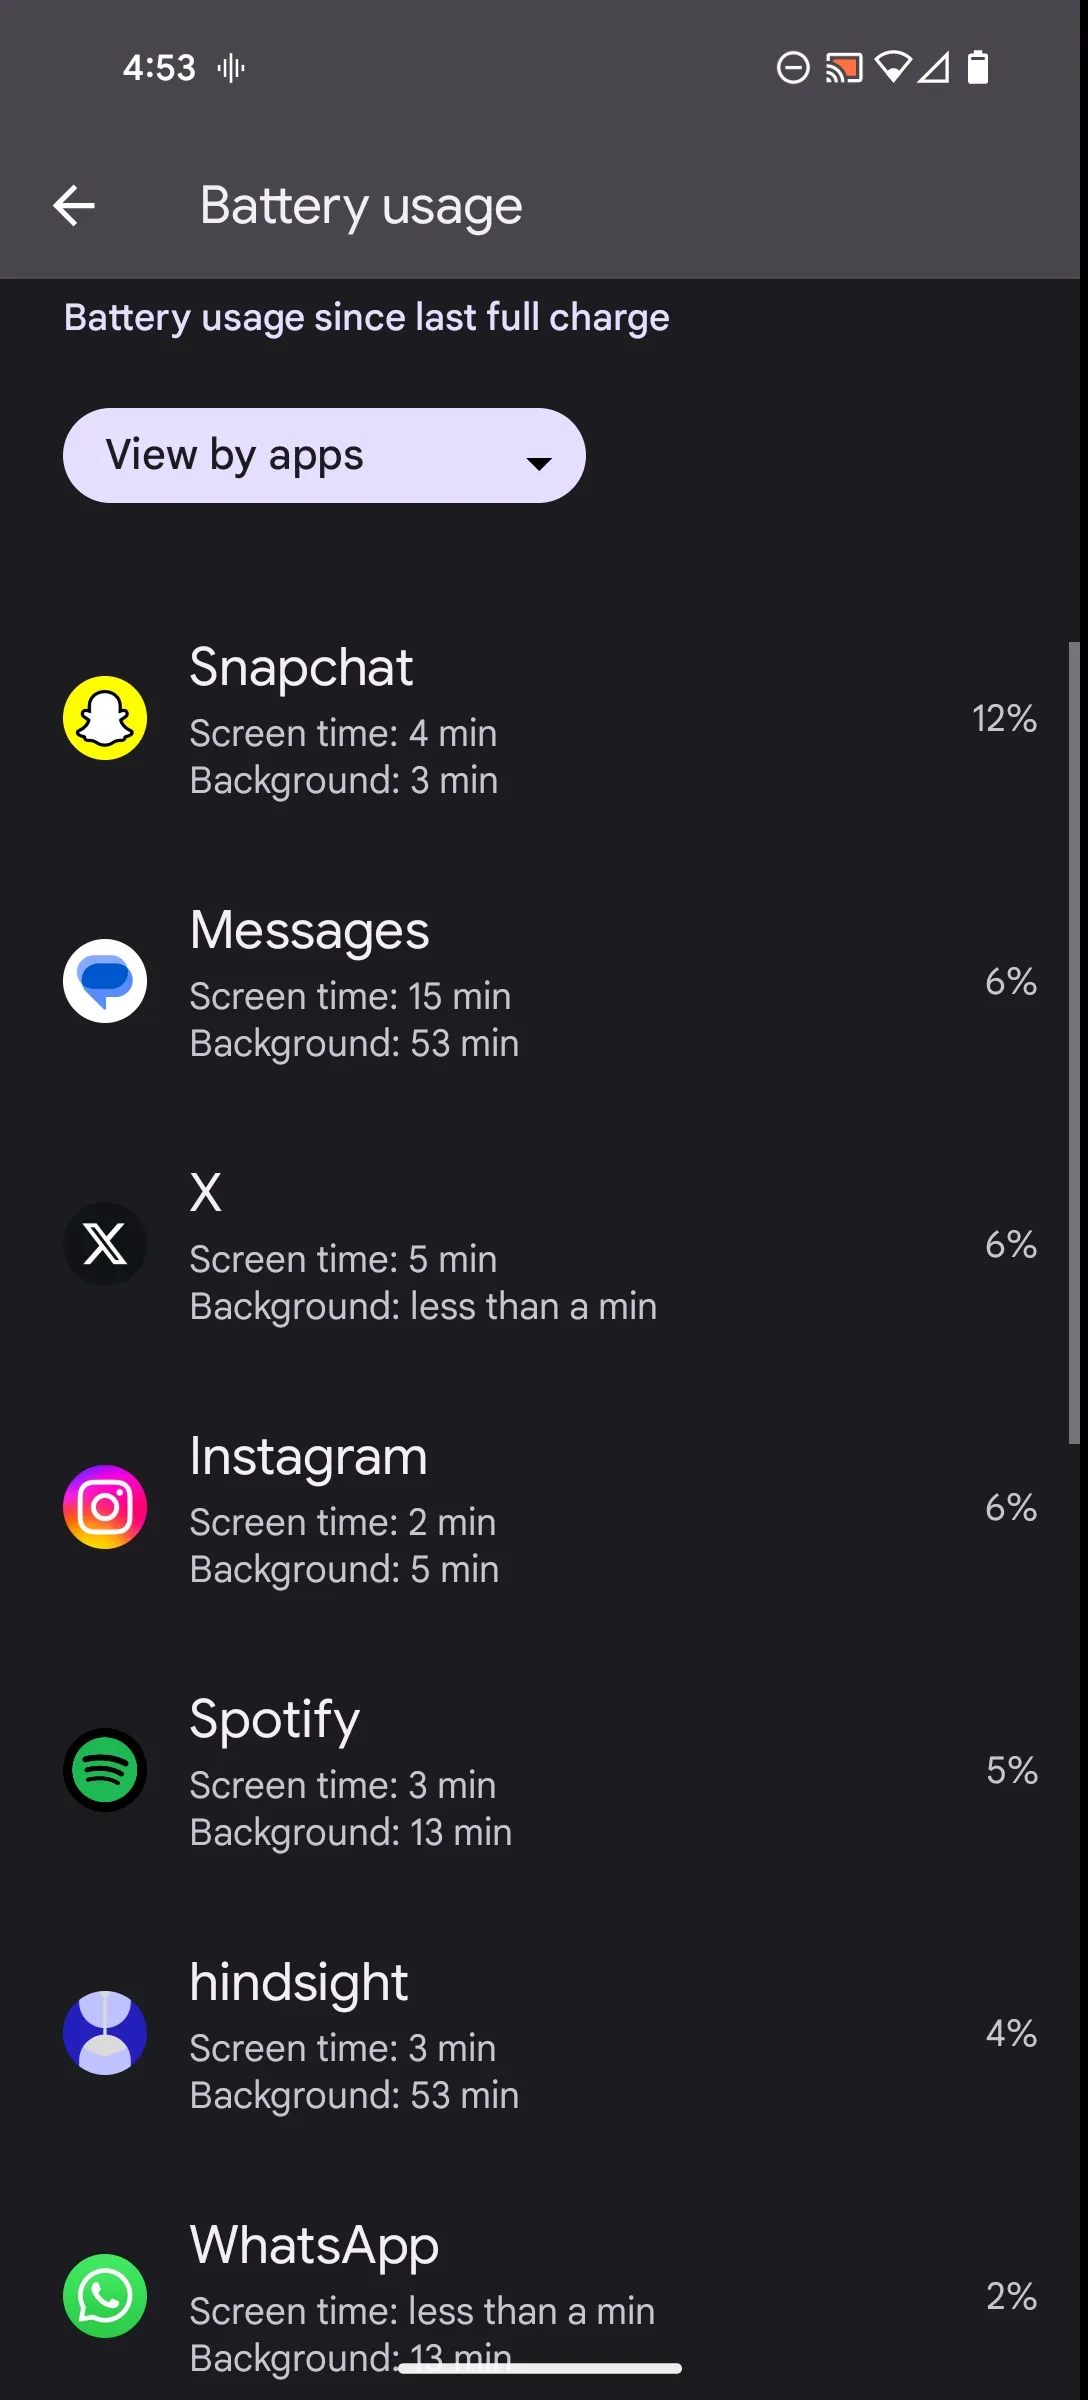 4:53
Battery usage
Battery usage since last full charge
View by apps
Snapchat
Screen time: 4 min
Background: 3 min
12%
Messages
Screen time: 15 min
Background: 53 min
6%
X
Screen time: 5 min
Background: less than a min
6%
Instagram
Screen time: 2 min
Background: 5 min
6%
Spotify
Screen time: 3 min
Background: 13 min
5%
hindsight
Screen time: 3 min
Background: 53 min
4%
WhatsApp
Screen time: less than a min
Background: 13 min
2%